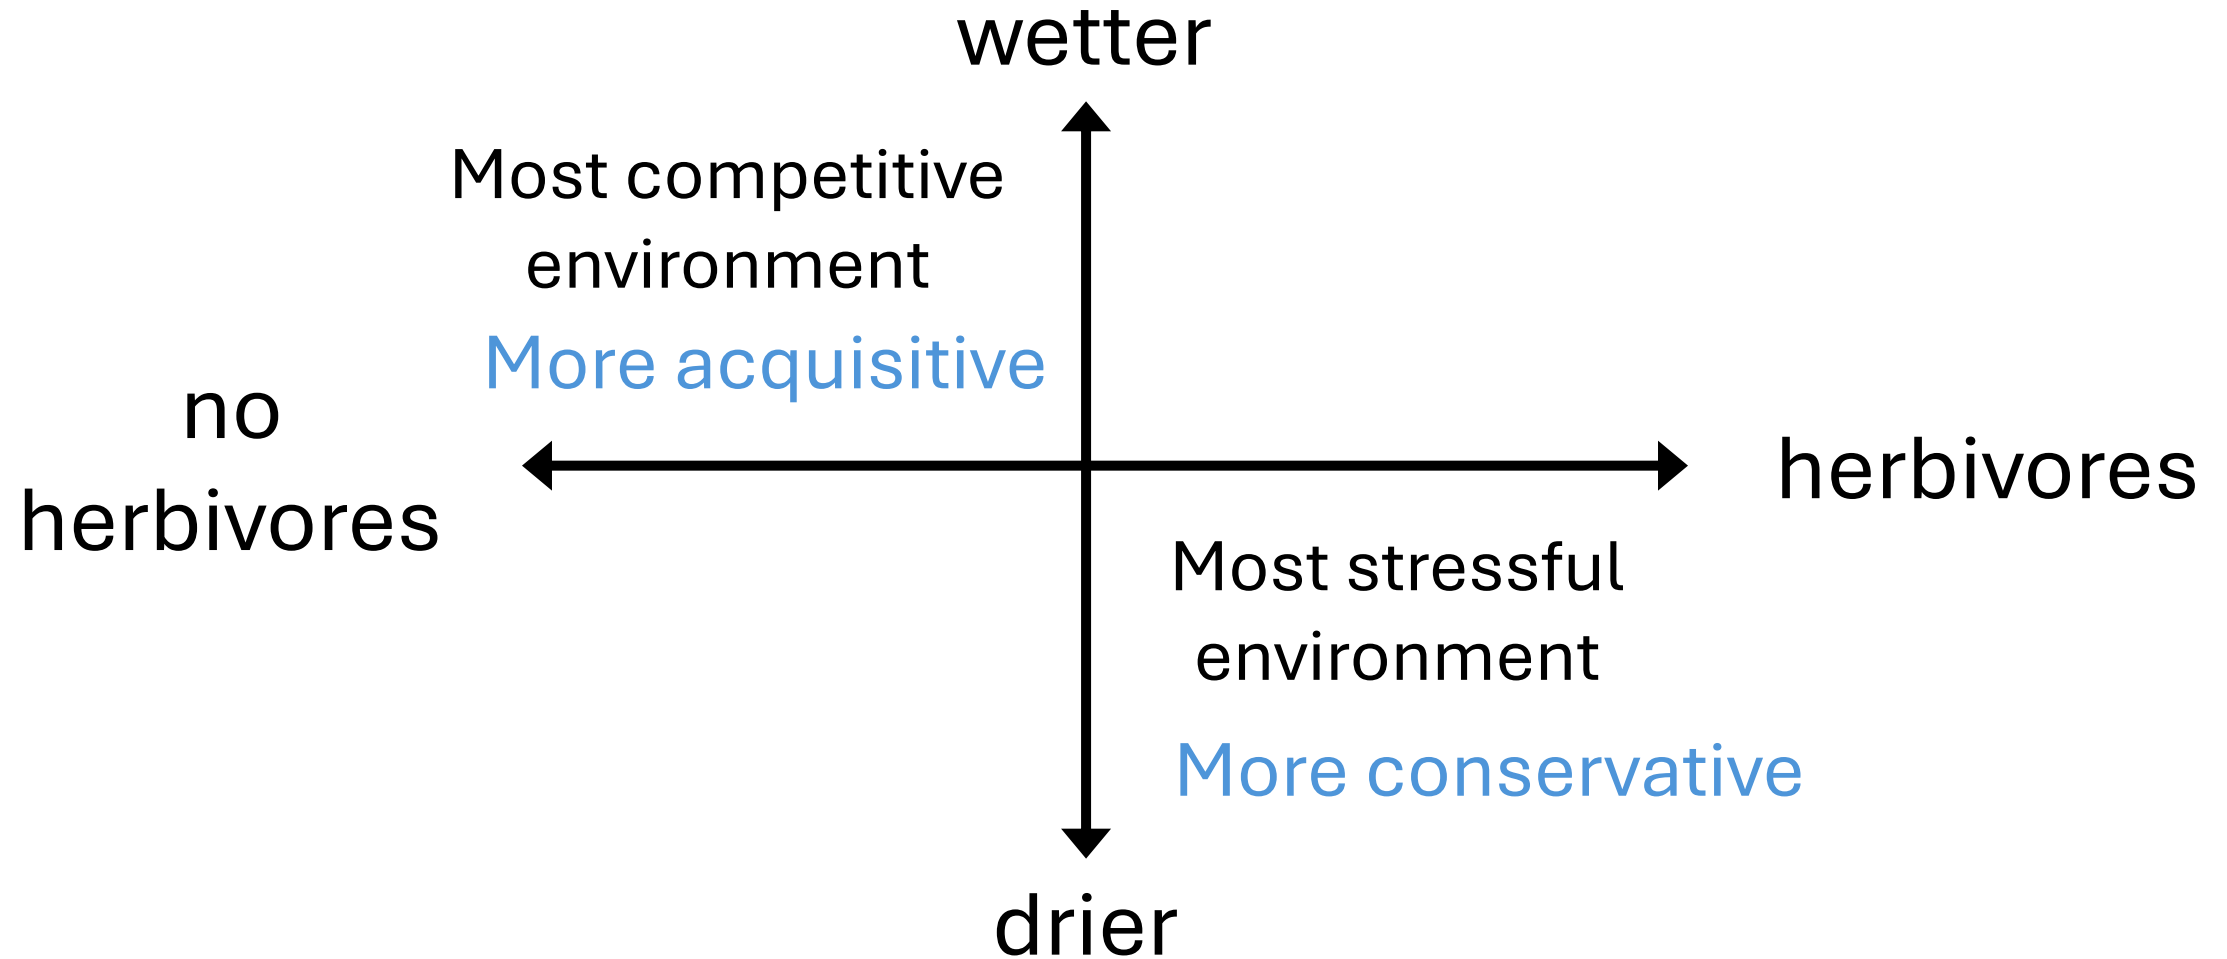 wetter
Most competitive
environment
More acquisitive
no
herbivores
herbivores
Most stressful
environment
More conservative
drier